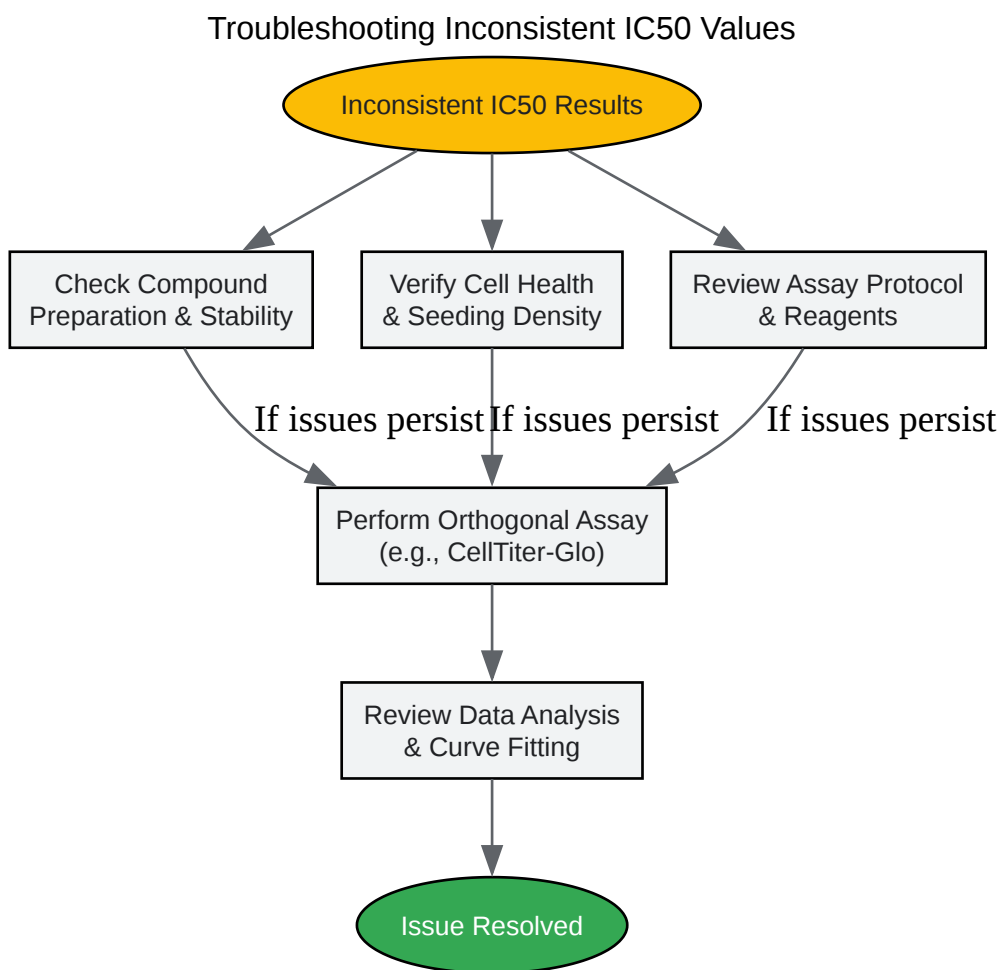 Troubleshooting Inconsistent IC50 Values
Inconsistent IC50 Results
Check Compound
Preparation & Stability
Verify Cell Health
& Seeding Density
Review Assay Protocol
& Reagents
If issues persist
If issues persist
If issues persist
Perform Orthogonal Assay
(e.g., CellTiter-Glo)
Review Data Analysis
& Curve Fitting
Issue Resolved